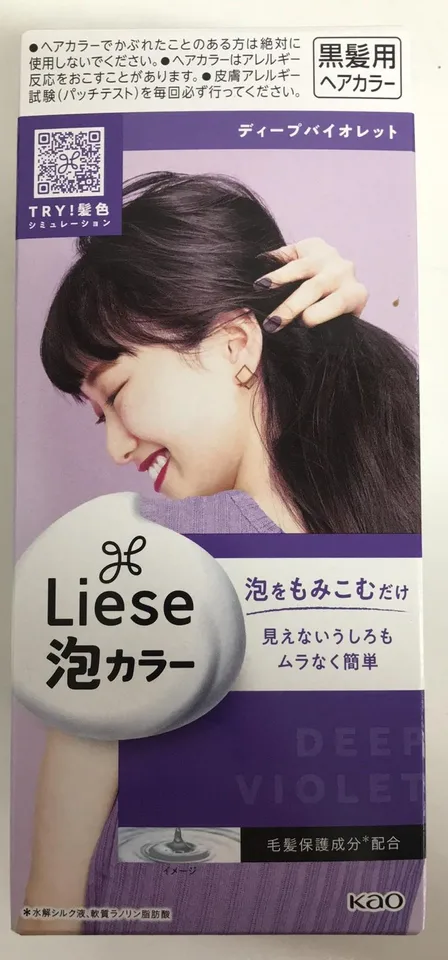 ●ヘアカラーでかぶれたことのある方は絶対に
使用しないでください。●ヘアカラーはアレルギー
反応をおこすことがあります。●皮膚アレルギー
試験(パッチテスト)を毎回必ず行ってください。
黒髪用
ヘアカラー
ディープバイオレット
TRY!髪色
シミュレーション
Liese
泡カラー
泡をもみこむだけ
見えないうしろも
ムラなく簡単
DEEP
VIOLET
毛髪保護成分*配合
イメージ
*水解シルク液、軟質ラノリン脂肪酸
Kao